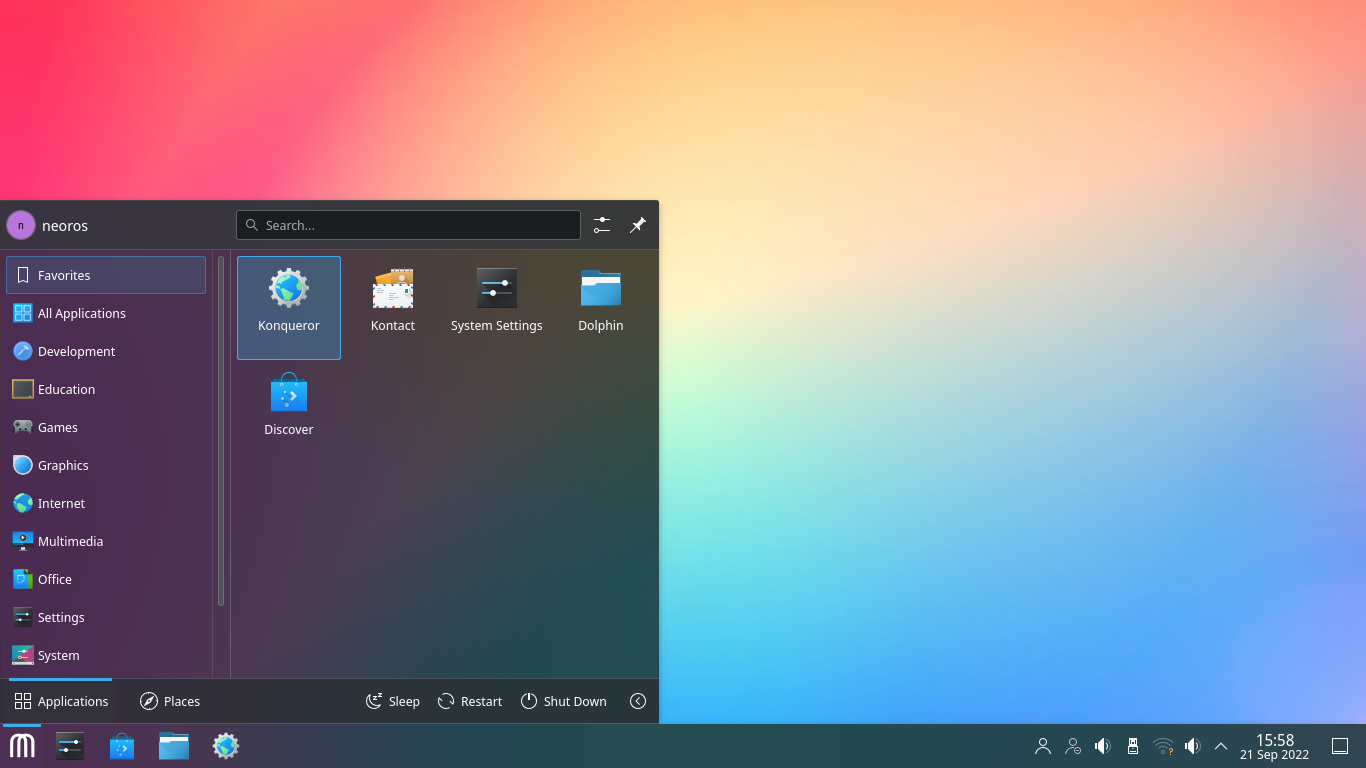 n
neoros
Search...
Favorites
All Applications
Development
Education
Games
Graphics
Internet
Multimedia
Office
Settings
System
Konqueror
Kontact
System Settings
Dolphin
Discover
Applications
Places
Sleep
Restart
Shut Down
15:58
21 Sep 2022